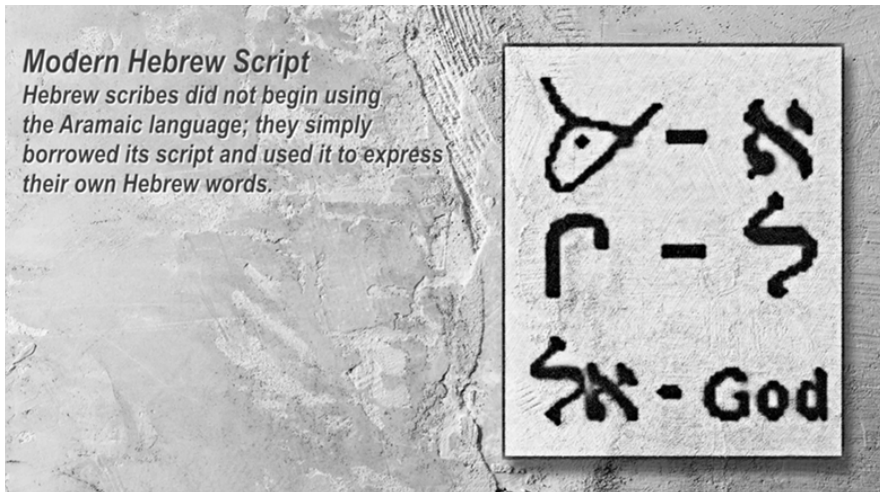 Modern Hebrew Script
Hebrew scribes did not begin using
the Aramaic language; they simply
borrowed its script and used it to express
their own Hebrew words.
- א
- ל
אל - God